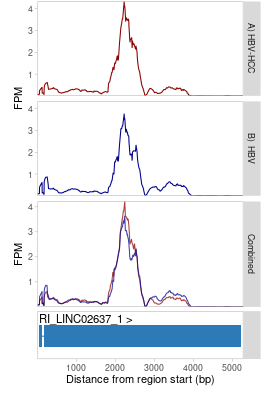 4
3
2
1
FPM
A) HBV-HCC
4
3
2
1
B) HBV
4
3
2
1
FPM
Combined
RI_LINC02637_1 >
0 1000 2000 3000 4000 5000
Distance from region start (bp)